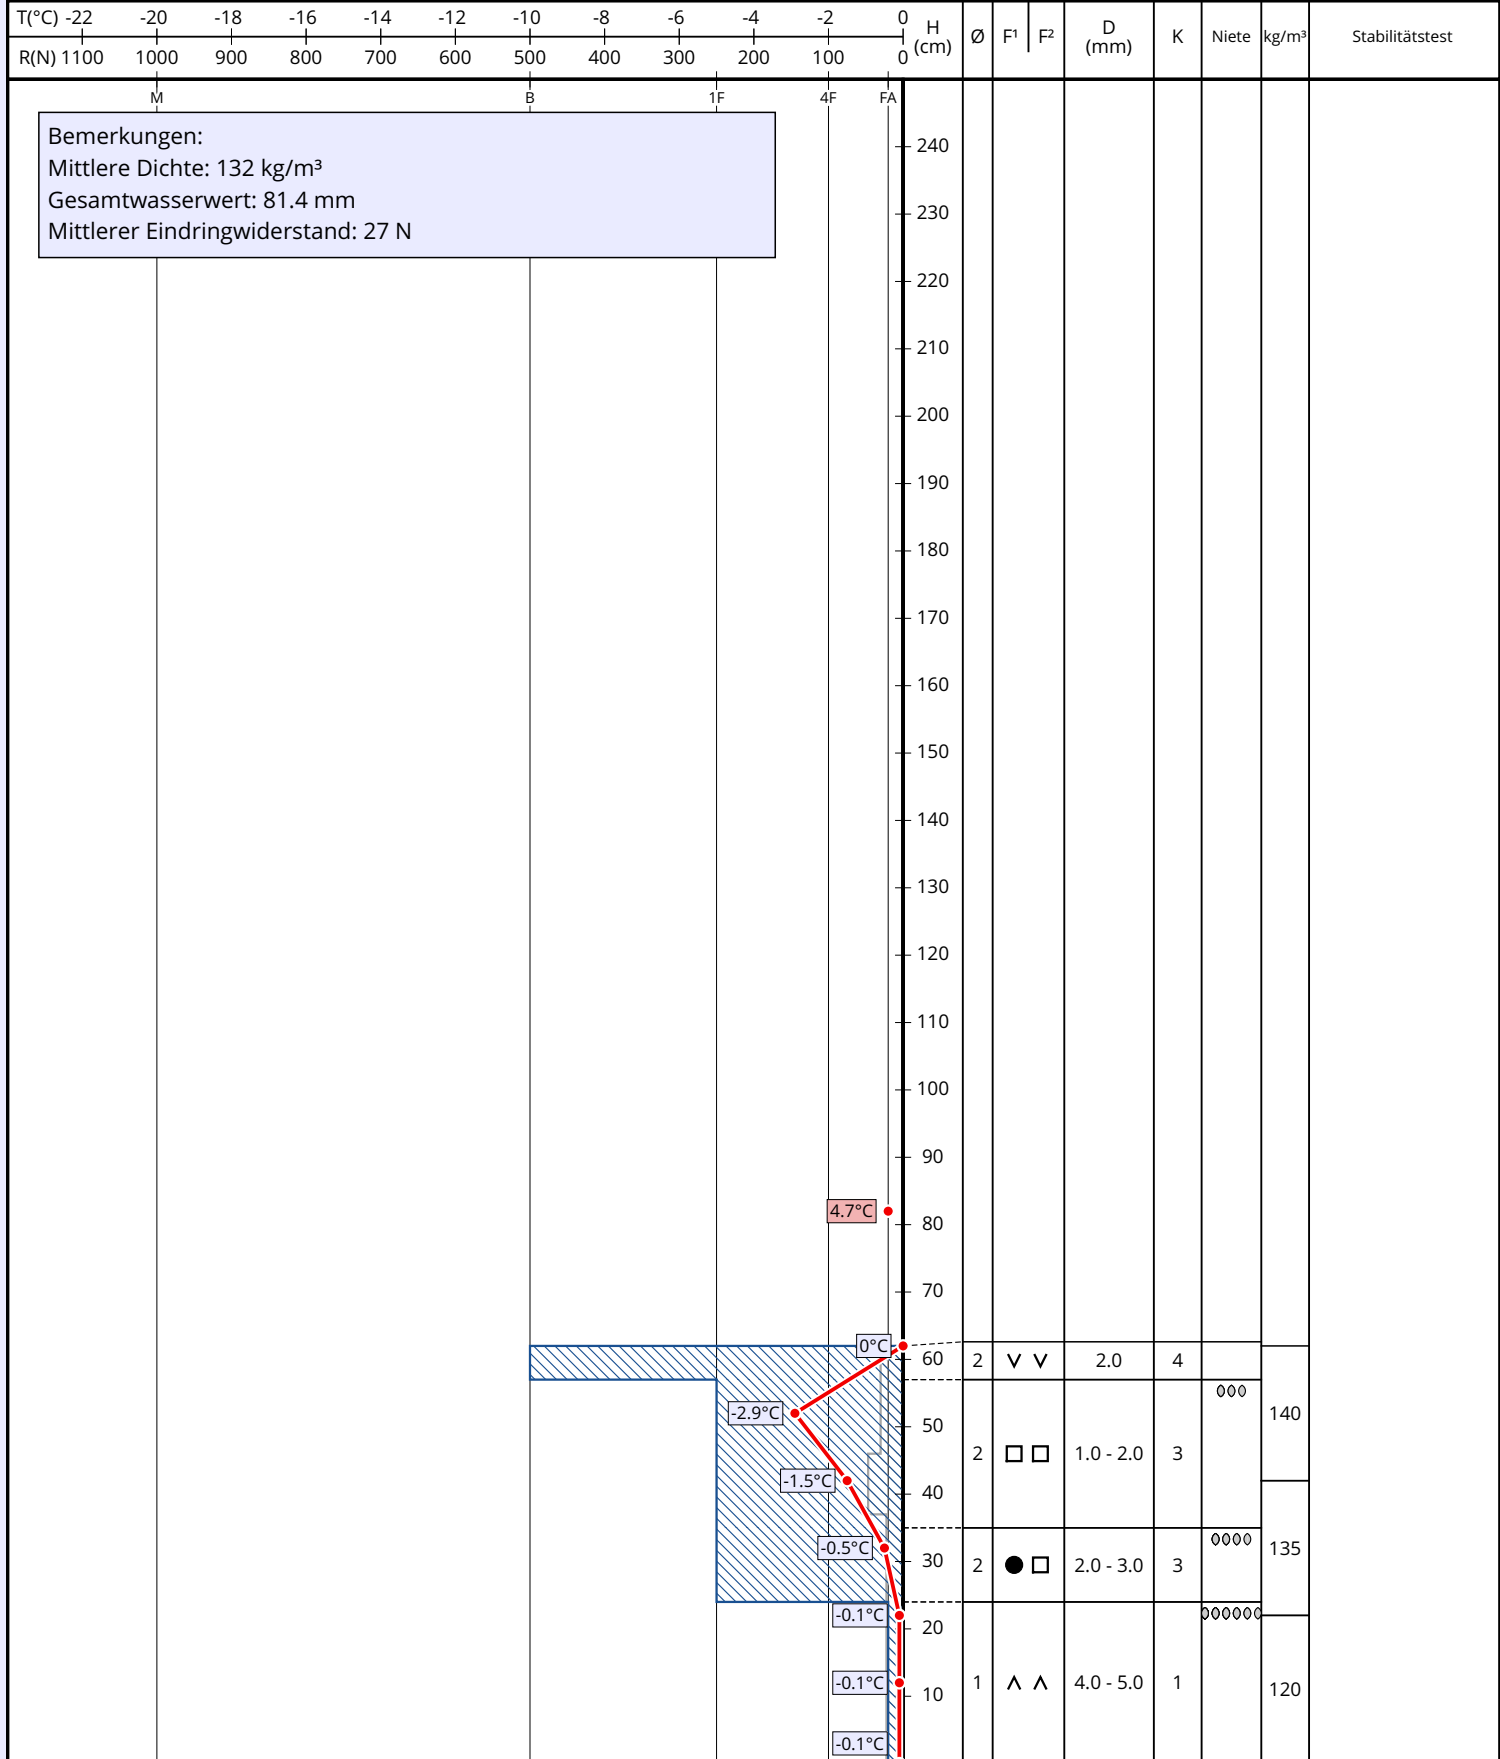 T(°C) -22 -20 -18 -16 -14 -12 -10 -8 -6 -4 -2 0
R(N) 1100 1000 900 800 700 600 500 400 300 200 100 0
H (cm) Ø F¹ F² D (mm) K Niete kg/m³ Stabilitätstest
M B 1F 4F FA
Bemerkungen:
Mittlere Dichte: 132 kg/m³
Gesamtwasserwert: 81.4 mm
Mittlerer Eindringwiderstand: 27 N
240
230
220
210
200
190
180
170
160
150
140
130
120
110
100
90
4.7°C
80
70
0°C
60 2 2.0 4
-2.9°C 50 140
2 1.0 - 2.0 3
-1.5°C 40
-0.5°C 30 135
2 2.0 - 3.0 3
-0.1°C 20
-0.1°C 10 1 4.0 - 5.0 1 120
-0.1°C